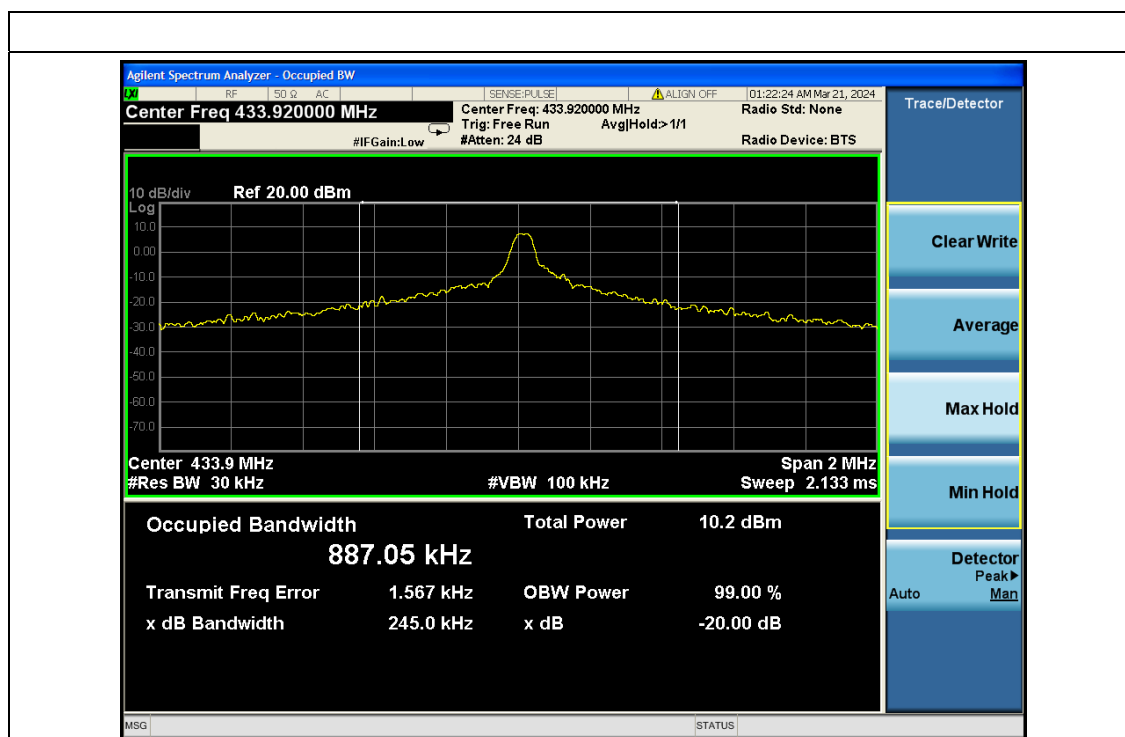 Agilent Spectrum Analyzer - Occupied BW
LXI RF 50 Ω AC SENSE:PULSE ALIGN OFF 01:22:24 AM Mar 21, 2024
Center Freq 433.920000 MHz
Center Freq: 433.920000 MHz
Radio Std: None
Trig: Free Run Avg|Hold:>1/1
#IFGain:Low
#Atten: 24 dB
Radio Device: BTS
10 dB/div Ref 20.00 dBm
Log
10.0
0.00
-10.0
-20.0
-30.0
-40.0
-50.0
-60.0
-70.0
Center 433.9 MHz Span 2 MHz
#Res BW 30 kHz #VBW 100 kHz Sweep 2.133 ms
Occupied Bandwidth Total Power 10.2 dBm
887.05 kHz
Transmit Freq Error 1.567 kHz OBW Power 99.00 %
x dB Bandwidth 245.0 kHz x dB -20.00 dB
MSG STATUS
Trace/Detector
Clear Write
Average
Max Hold
Min Hold
Detector
Peak▶
Auto Man